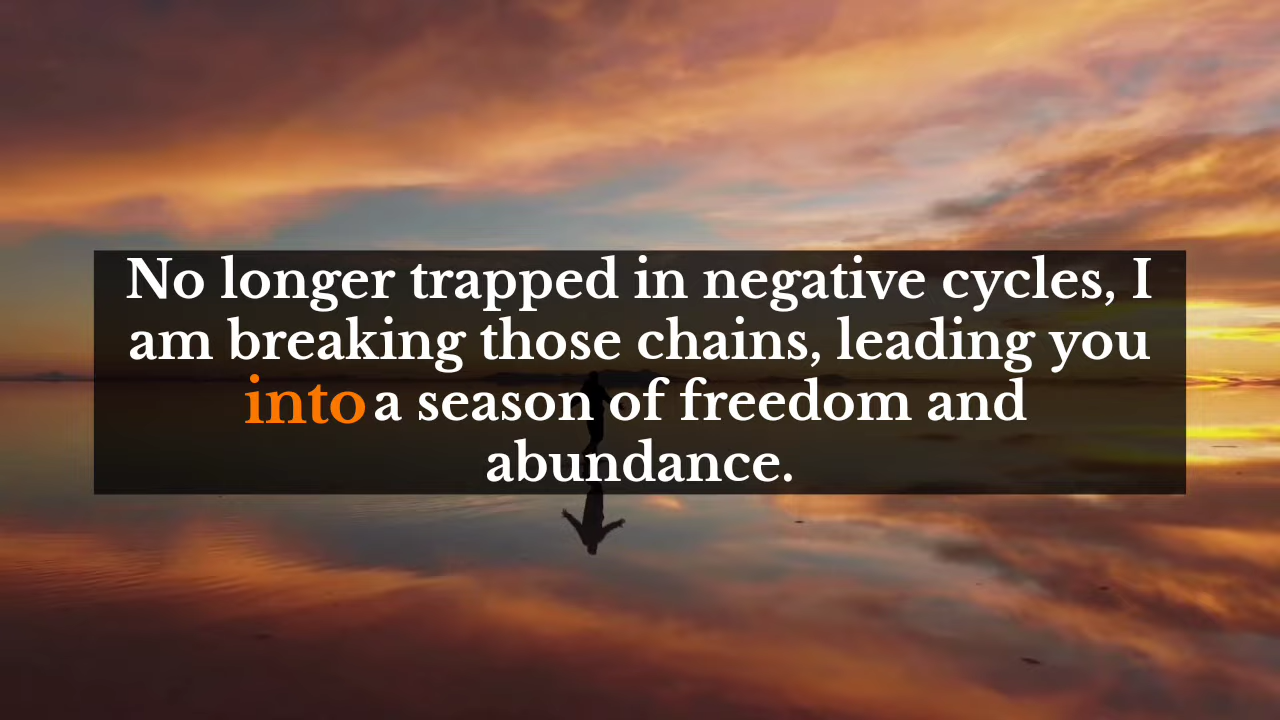 No longer trapped in negative cycles, I
am breaking those chains, leading you
into a season of freedom and
abundance.